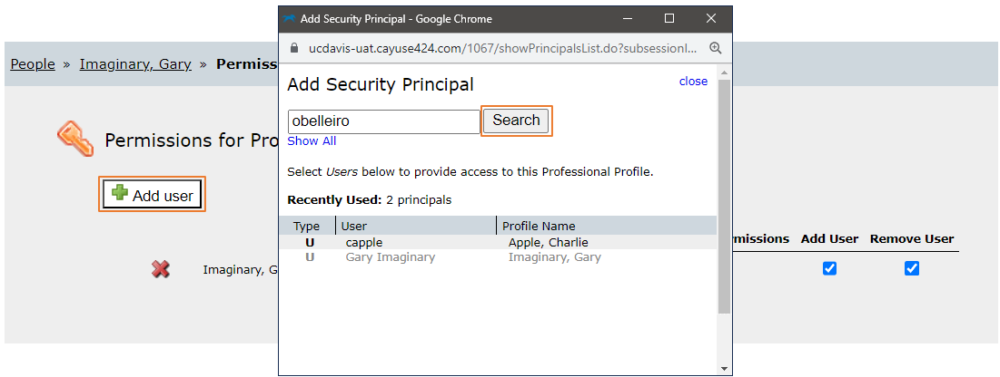 Add Security Principal - Google Chrome
ucdavis-uat.cayuse424.com/1067/showPrincipalsList.do?subsessionI...
People » Imaginary, Gary » Permiss
Add Security Principal
close
obelleiro
Search
Show All
Permissions for Pro
Select Users below to provide access to this Professional Profile.
Add user
Recently Used: 2 principals
Type User Profile Name
U capple Apple, Charlie
U Gary Imaginary Imaginary, Gary
missions Add User Remove User
Imaginary, G